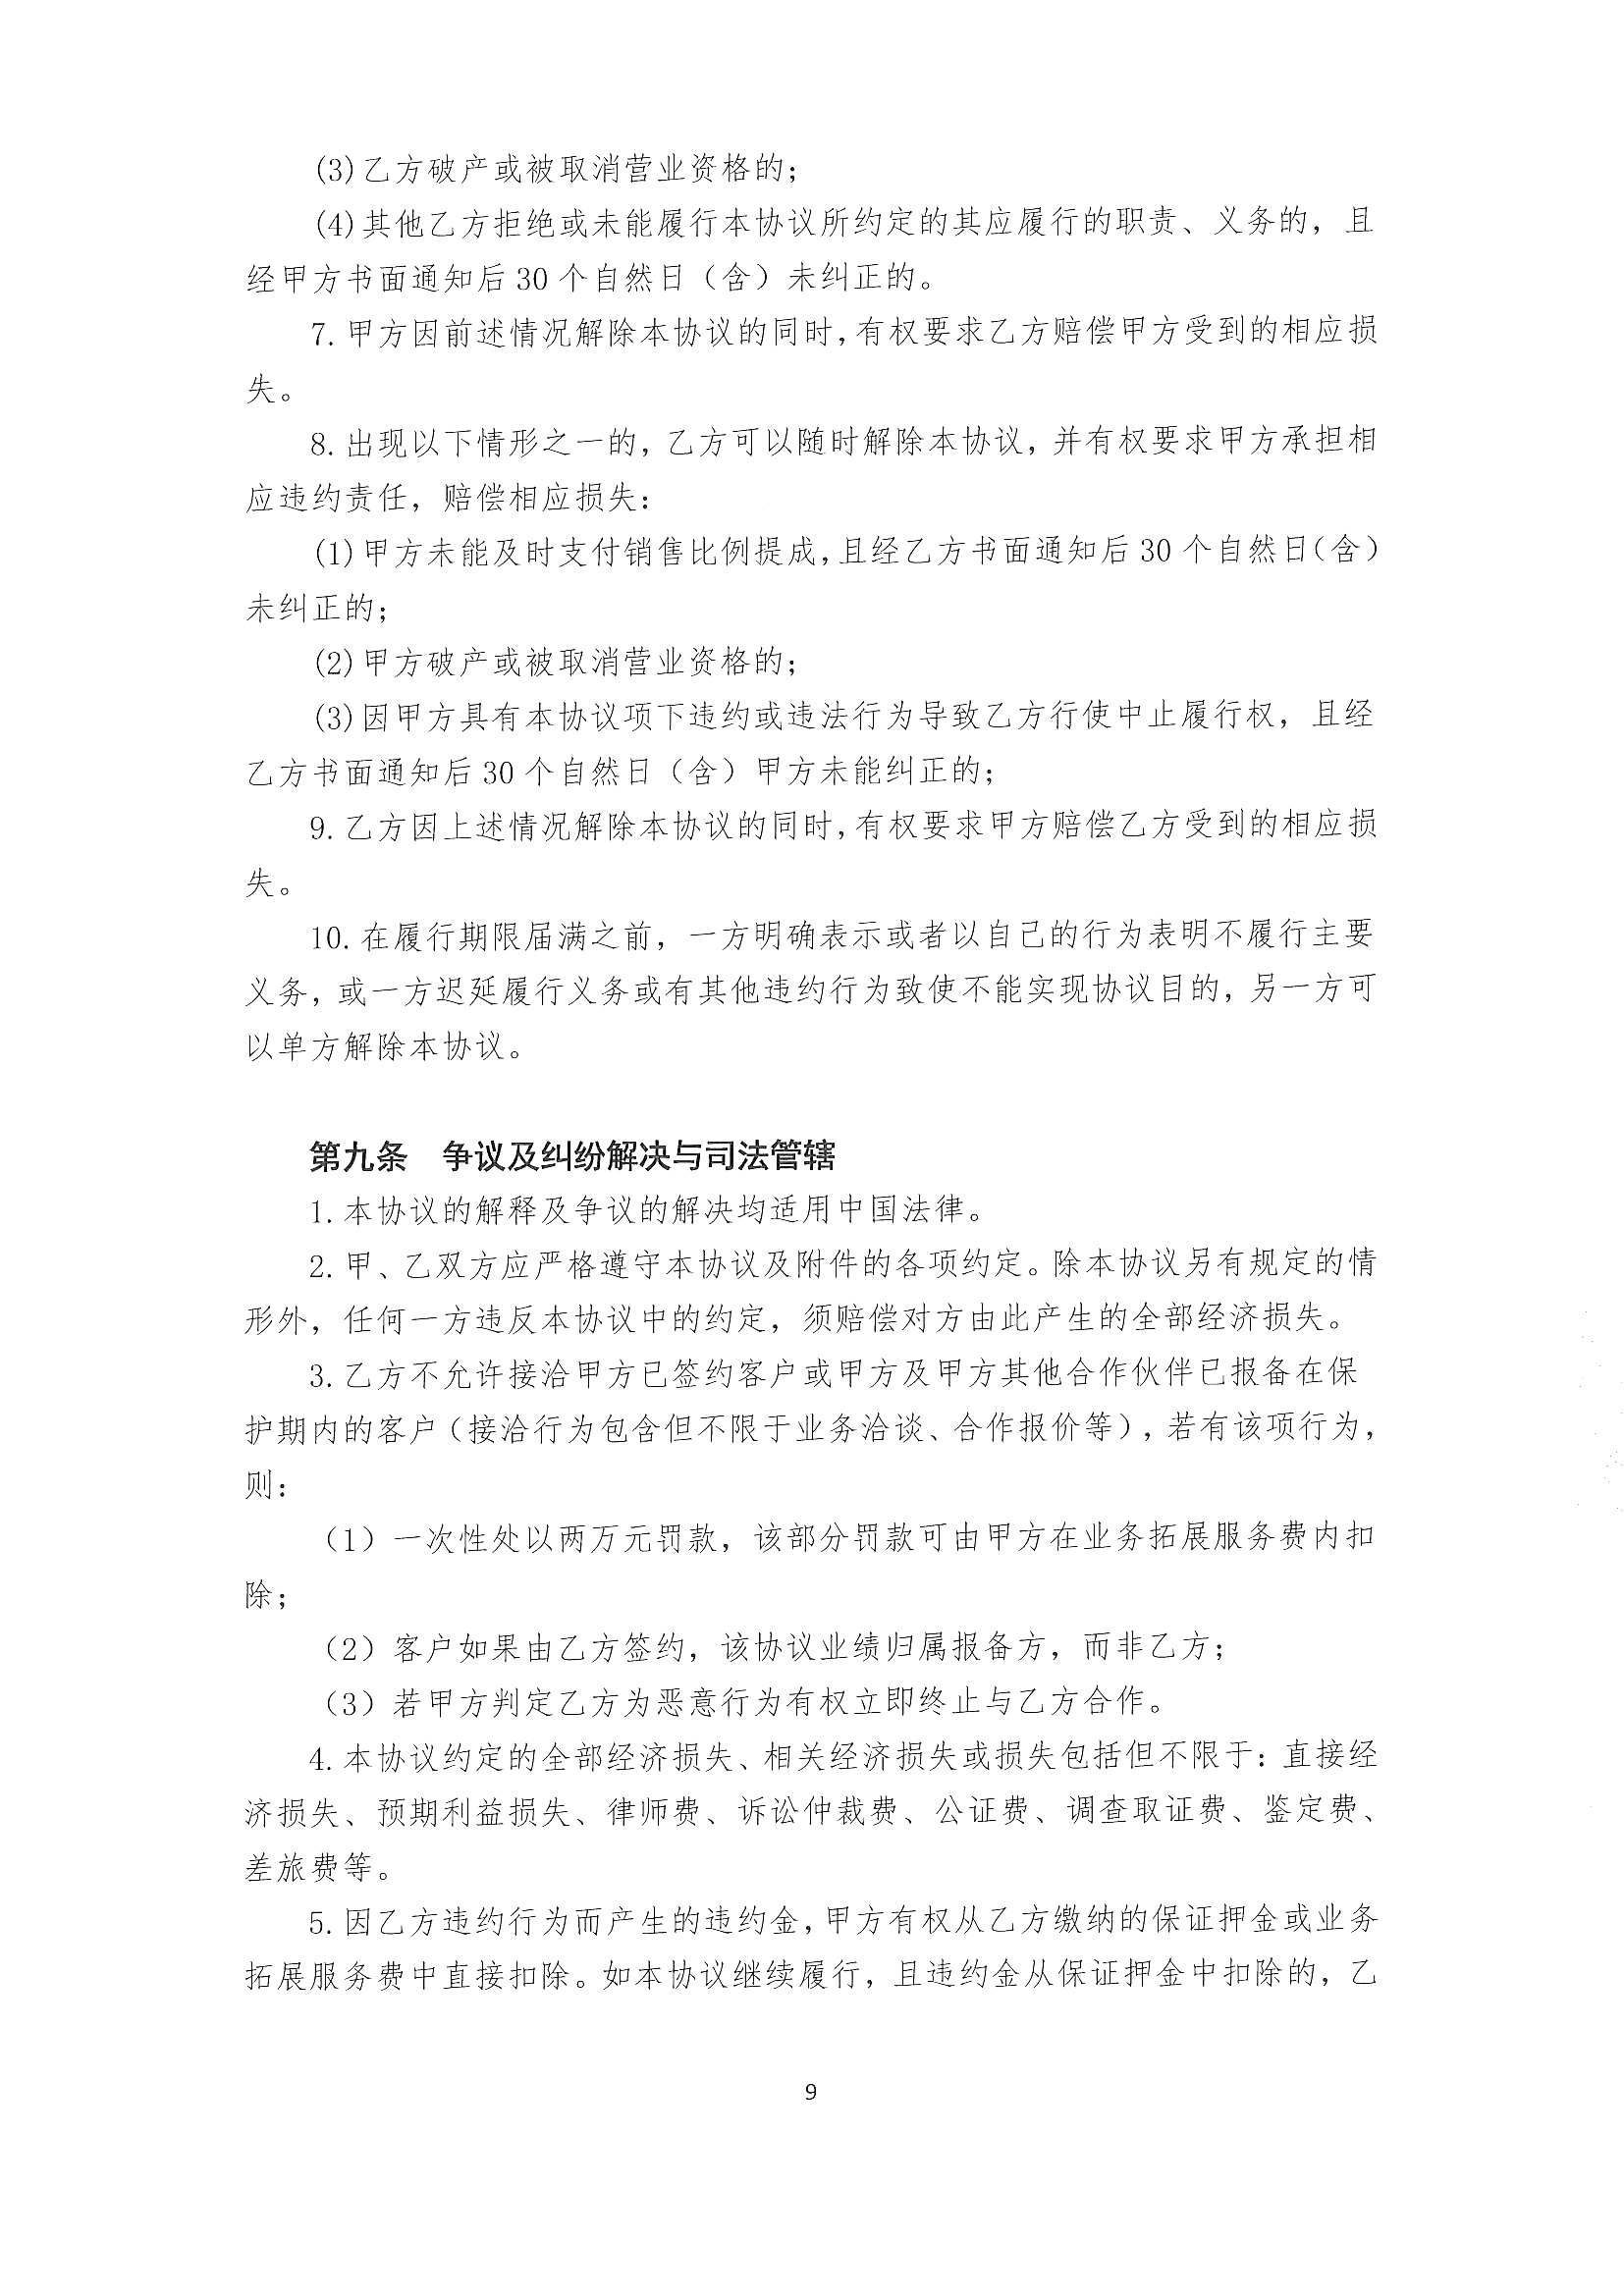 (3)乙方破产或被取消营业资格的；
(4)其他乙方拒绝或未能履行本协议所约定的其应履行的职责、义务的，且
经甲方书面通知后 30 个自然日（含）未纠正的。
7.甲方因前述情况解除本协议的同时，有权要求乙方赔偿甲方受到的相应损
失。
8.出现以下情形之一的，乙方可以随时解除本协议，并有权要求甲方承担相
应违约责任，赔偿相应损失：
(1)甲方未能及时支付销售比例提成，且经乙方书面通知后 30 个自然日（含）
未纠正的；
(2)甲方破产或被取消营业资格的；
(3)因甲方具有本协议项下违约或违法行为导致乙方行使中止履行权，且经
乙方书面通知后 30 个自然日（含）甲方未能纠正的；
9.乙方因上述情况解除本协议的同时，有权要求甲方赔偿乙方受到的相应损
失。
10.在履行期限届满之前，一方明确表示或者以自己的行为表明不履行主要
义务，或一方迟延履行义务或有其他违约行为致使不能实现协议目的，另一方可
以单方解除本协议。
第九条 争议及纠纷解决与司法管辖
1.本协议的解释及争议的解决均适用中国法律。
2.甲、乙双方应严格遵守本协议及附件的各项约定。除本协议另有规定的情
形外，任何一方违反本协议中的约定，须赔偿对方由此产生的全部经济损失。
3.乙方不允许接洽甲方已签约客户或甲方及甲方其他合作伙伴已报备在保
护期内的客户（接洽行为包含但不限于业务洽谈、合作报价等），若有该项行为，
则：
（1）一次性处以两万元罚款，该部分罚款可由甲方在业务拓展服务费内扣
除；
（2）客户如果由乙方签约，该协议业绩归属报备方，而非乙方；
（3）若甲方判定乙方为恶意行为有权立即终止与乙方合作。
4.本协议约定的全部经济损失、相关经济损失或损失包括但不限于：直接经
济损失、预期利益损失、律师费、诉讼仲裁费、公证费、调查取证费、鉴定费、
差旅费等。
5.因乙方违约行为而产生的违约金，甲方有权从乙方缴纳的保证押金或业务
拓展服务费中直接扣除。如本协议继续履行，且违约金从保证押金中扣除的，乙
9